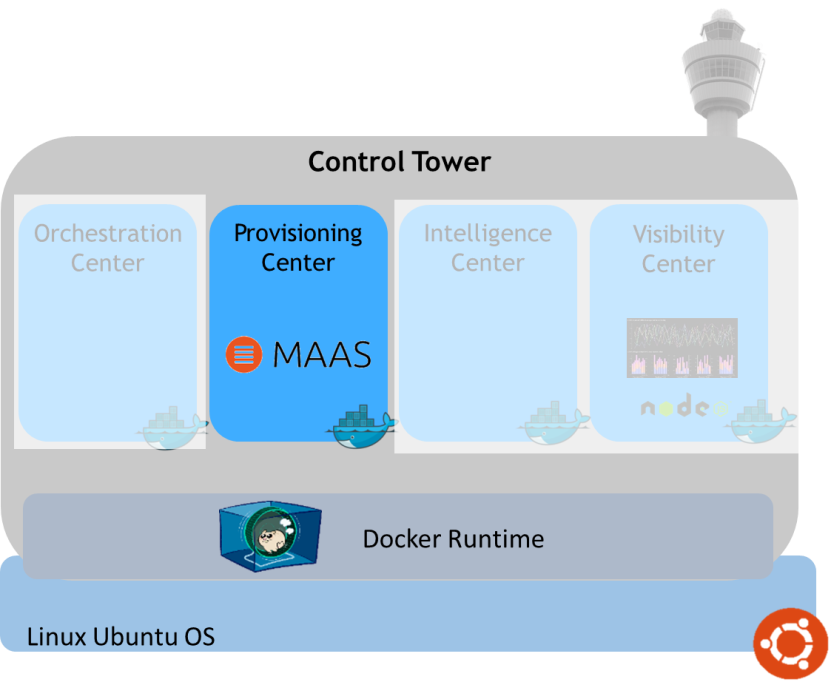 Control Tower
Orchestration
Center
Provisioning
Center
MAAS
Intelligence
Center
Visibility
Center
node
Docker Runtime
Linux Ubuntu OS